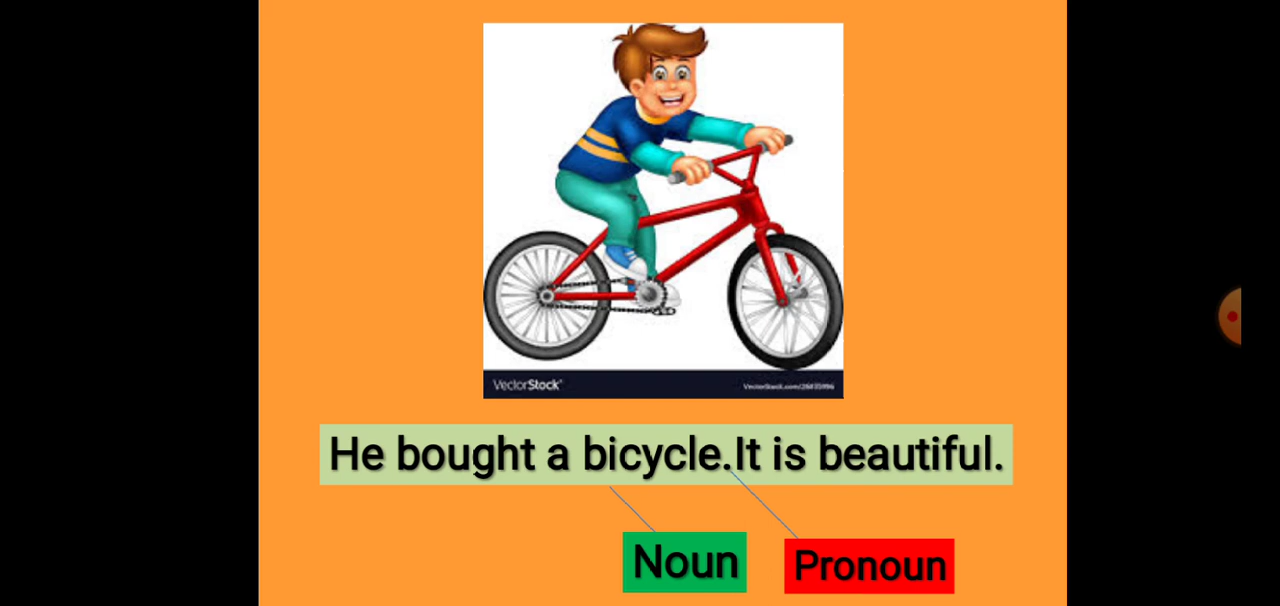 VectorStock®
He bought a bicycle.It is beautiful.
Noun
Pronoun